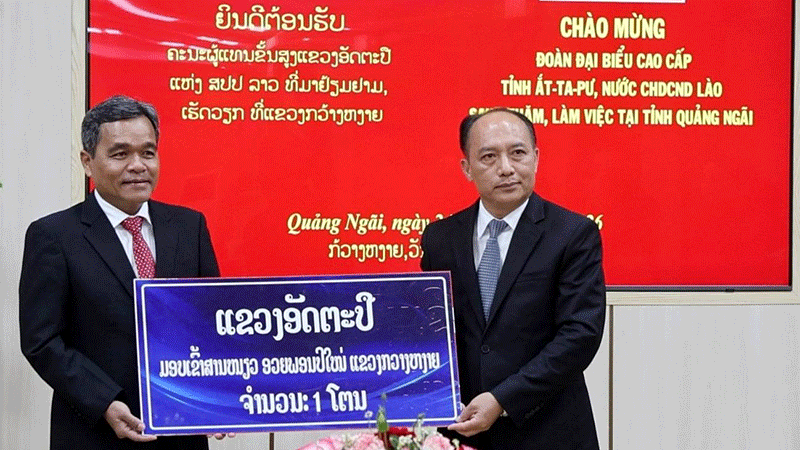 ຍິນດີຕ້ອນຮັບ
ຄະນະຜູ້ແທນຂັ້ນສູງແຂວງອັດຕະປື
ແຫ່ງ ສປປ ລາວ ທີ່ມາຢ້ຽມຢາມ,
ເຮັດວຽກ ທີ່ແຂວງກວ້າງຫງາຍ
CHÀO MỪNG
ĐOÀN ĐẠI BIỂU CAO CẤP
TỈNH ẮT-TA-PƯ, NƯỚC CHDCND LÀO
LÀM VIỆC TẠI TỈNH QUẢNG NGÃI
Quảng Ngãi, ngày
ກ້ວາງຫງາຍ,
ແຂວງອັດຕະປື
ມອບເຂົ້າສານໜຽວ ອວຍພອນປີໃໝ່ ແຂວງກວາງຫງາຍ
ຈຳນວນ: 1 ໂຕນ